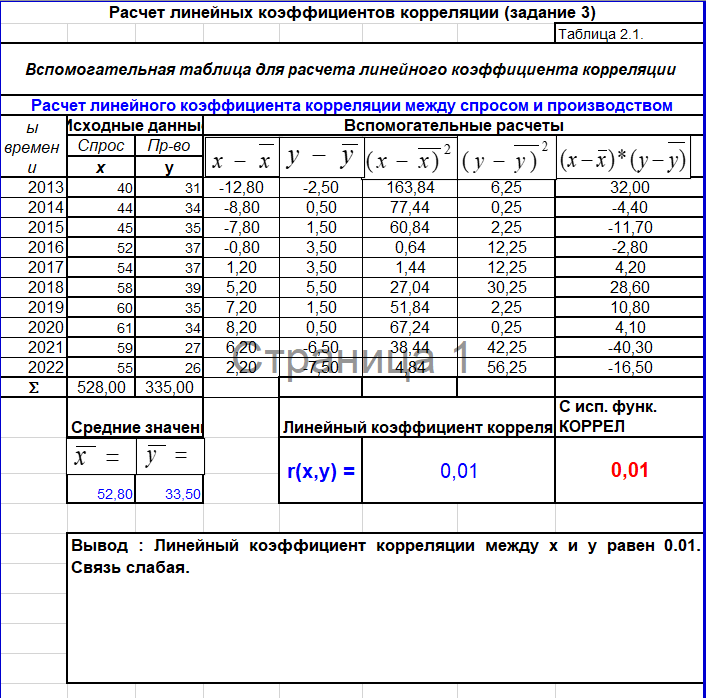 Расчет линейных коэффициентов корреляции (задание 3)
Таблица 2.1.
Вспомогательная таблица для расчета линейного коэффициента корреляции
Расчет линейного коэффициента корреляции между спросом и производством
ы времени Исходные данны Вспомогательные расчеты
Спрос Пр-во x − x̅ y − y̅ (x − x̅)² (y − y̅)² (x−x̅)*(y−y̅)
x y
2013 40 31 -12,80 -2,50 163,84 6,25 32,00
2014 44 34 -8,80 0,50 77,44 0,25 -4,40
2015 45 35 -7,80 1,50 60,84 2,25 -11,70
2016 52 37 -0,80 3,50 0,64 12,25 -2,80
2017 54 37 1,20 3,50 1,44 12,25 4,20
2018 58 39 5,20 5,50 27,04 30,25 28,60
2019 60 35 7,20 1,50 51,84 2,25 10,80
2020 61 34 8,20 0,50 67,24 0,25 4,10
2021 59 27 6,20 -6,50 38,44 42,25 -40,30
Страница 1
2022 55 26 2,20 -7,50 4,84 56,25 -16,50
Σ 528,00 335,00
Средние значени Линейный коэффициент корреля С исп. функ. КОРРЕЛ
x̅ = y̅ = r(x,y) = 0,01 0,01
52,80 33,50
Вывод : Линейный коэффициент корреляции между x и y равен 0.01.
Связь слабая.